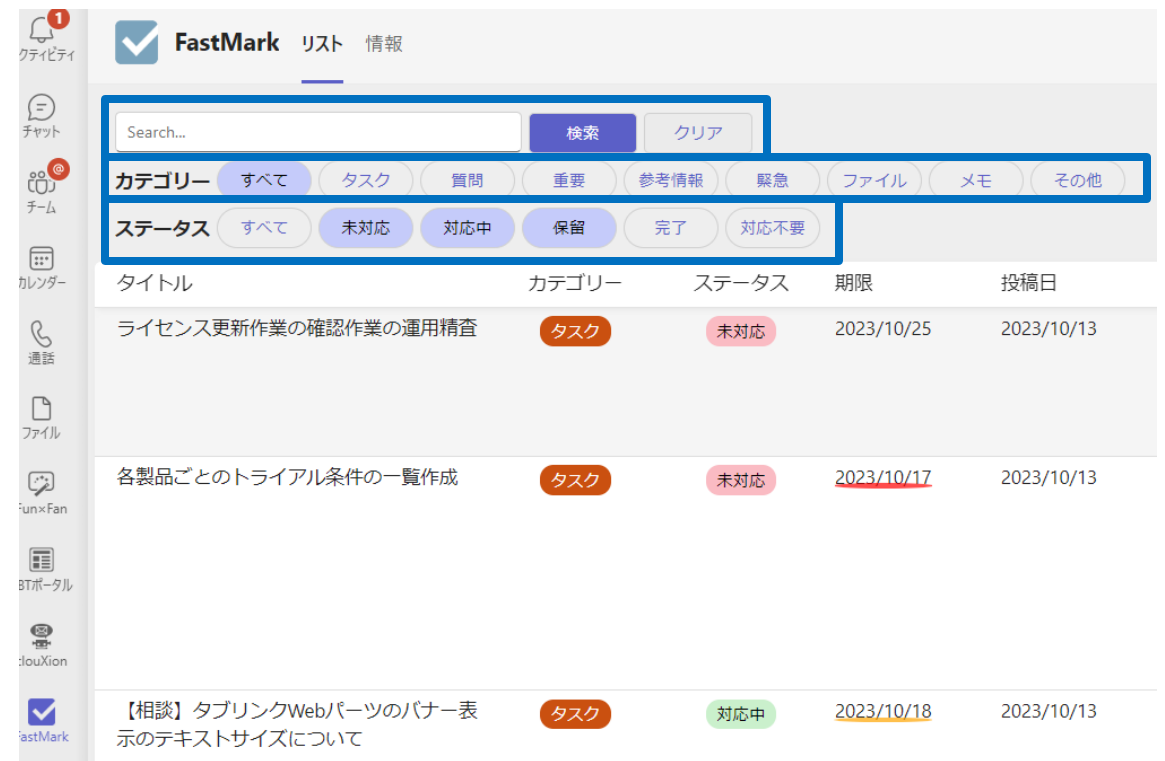 1
クティビティ
チャット
@
チーム
カレンダー
通話
ファイル
Fun×Fan
BTポータル
clouXion
FastMark
FastMark リスト 情報
Search... 検索 クリア
カテゴリー すべて タスク 質問 重要 参考情報 緊急 ファイル メモ その他
ステータス すべて 未対応 対応中 保留 完了 対応不要
タイトル カテゴリー ステータス 期限 投稿日
ライセンス更新作業の確認作業の運用精査 タスク 未対応 2023/10/25 2023/10/13
各製品ごとのトライアル条件の一覧作成 タスク 未対応 2023/10/17 2023/10/13
【相談】タブリンクWebパーツのバナー表 タスク 対応中 2023/10/18 2023/10/13
示のテキストサイズについて